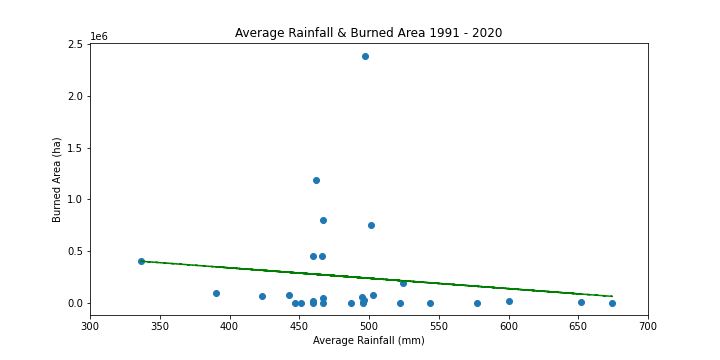 Average Rainfall & Burned Area 1991 - 2020
1e6
2.5
2.0
1.5
1.0
0.5
0.0
Burned Area (ha)
300 350 400 450 500 550 600 650 700
Average Rainfall (mm)